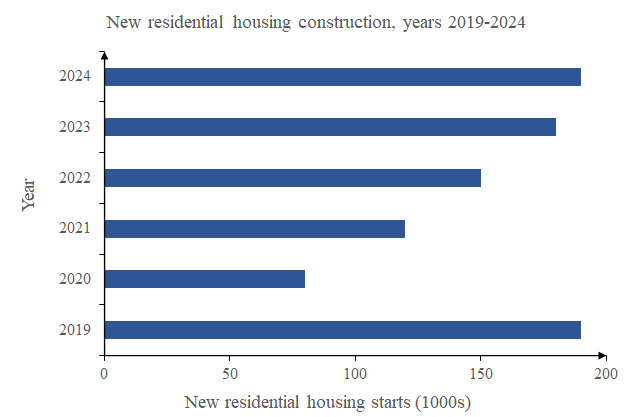 New residential housing construction, years 2019-2024
Year
2024
2023
2022
2021
2020
2019
0 50 100 150 200
New residential housing starts (1000s)